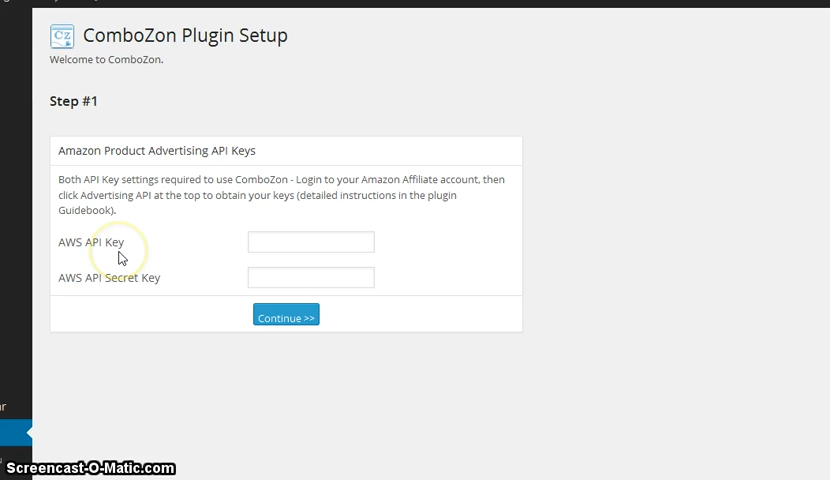 Cz
ComboZon Plugin Setup
Welcome to ComboZon.
Step #1
Amazon Product Advertising API Keys
Both API Key settings required to use ComboZon - Login to your Amazon Affiliate account, then
click Advertising API at the top to obtain your keys (detailed instructions in the plugin
Guidebook).
AWS API Key
AWS API Secret Key
Continue >>
Screencast-O-Matic.com